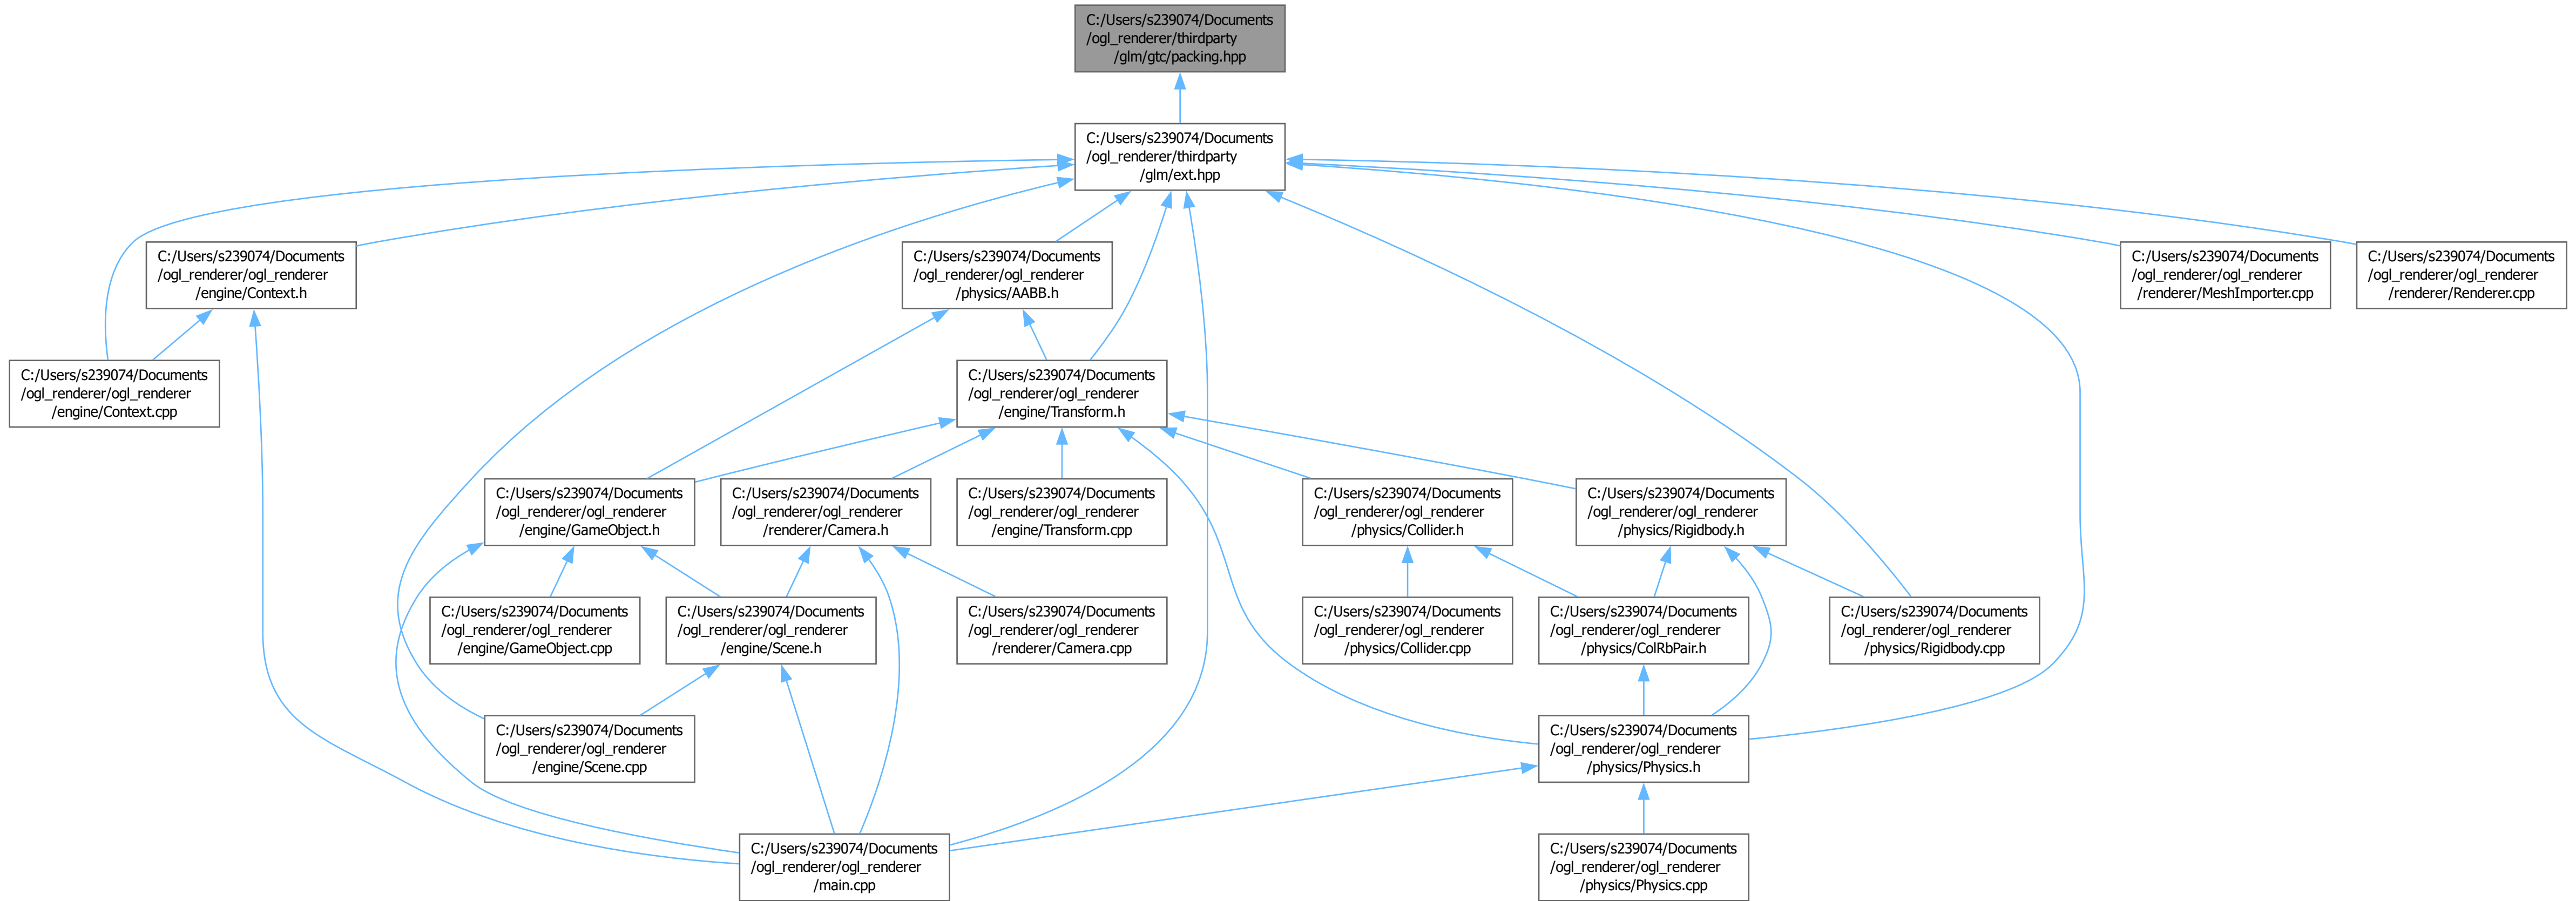 C:/Users/s239074/Documents
/ogl_renderer/thirdparty
/glm/gtc/packing.hpp
C:/Users/s239074/Documents
/ogl_renderer/thirdparty
/glm/ext.hpp
C:/Users/s239074/Documents
/ogl_renderer/ogl_renderer
/engine/Context.h
C:/Users/s239074/Documents
/ogl_renderer/ogl_renderer
/physics/AABB.h
C:/Users/s239074/Documents
/ogl_renderer/ogl_renderer
/renderer/MeshImporter.cpp
C:/Users/s239074/Documents
/ogl_renderer/ogl_renderer
/renderer/Renderer.cpp
C:/Users/s239074/Documents
/ogl_renderer/ogl_renderer
/engine/Context.cpp
C:/Users/s239074/Documents
/ogl_renderer/ogl_renderer
/engine/Transform.h
C:/Users/s239074/Documents
/ogl_renderer/ogl_renderer
/engine/GameObject.h
C:/Users/s239074/Documents
/ogl_renderer/ogl_renderer
/renderer/Camera.h
C:/Users/s239074/Documents
/ogl_renderer/ogl_renderer
/engine/Transform.cpp
C:/Users/s239074/Documents
/ogl_renderer/ogl_renderer
/physics/Collider.h
C:/Users/s239074/Documents
/ogl_renderer/ogl_renderer
/physics/Rigidbody.h
C:/Users/s239074/Documents
/ogl_renderer/ogl_renderer
/engine/GameObject.cpp
C:/Users/s239074/Documents
/ogl_renderer/ogl_renderer
/engine/Scene.h
C:/Users/s239074/Documents
/ogl_renderer/ogl_renderer
/renderer/Camera.cpp
C:/Users/s239074/Documents
/ogl_renderer/ogl_renderer
/physics/Collider.cpp
C:/Users/s239074/Documents
/ogl_renderer/ogl_renderer
/physics/ColRbPair.h
C:/Users/s239074/Documents
/ogl_renderer/ogl_renderer
/physics/Rigidbody.cpp
C:/Users/s239074/Documents
/ogl_renderer/ogl_renderer
/engine/Scene.cpp
C:/Users/s239074/Documents
/ogl_renderer/ogl_renderer
/physics/Physics.h
C:/Users/s239074/Documents
/ogl_renderer/ogl_renderer
/main.cpp
C:/Users/s239074/Documents
/ogl_renderer/ogl_renderer
/physics/Physics.cpp